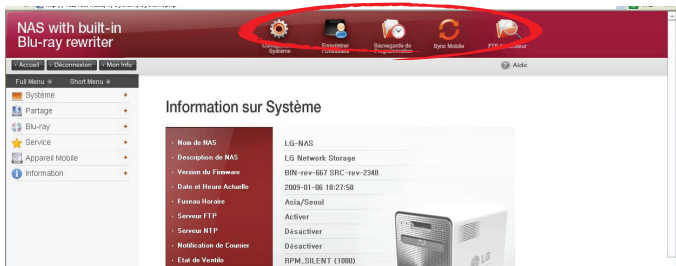 NAS with built-in
Blu-ray rewriter
Configuration
Système
Enregistrer
l'Utilisateur
Sauvegarde de
Programmation
Sync Mobile
Accueil
Déconnexion
Mon Info
Aide
Full Menu
Short Menu
Système
Partage
Blu-ray
Service
Appareil Mobile
Information
Information sur Système
Nom de NAS LG-NAS
Description de NAS LG Network Storage
Version du Firmware BIN-rev-667 SRC-rev-2348
Date et Heure Actuelle 2009-01-06 18:27:58
Fuseau Horaire Asia/Seoul
Serveur FTP Activer
Serveur NTP Désactiver
Notification de Courrier Désactiver
Etat de Ventilo RPM_SILENT (1080)
LG